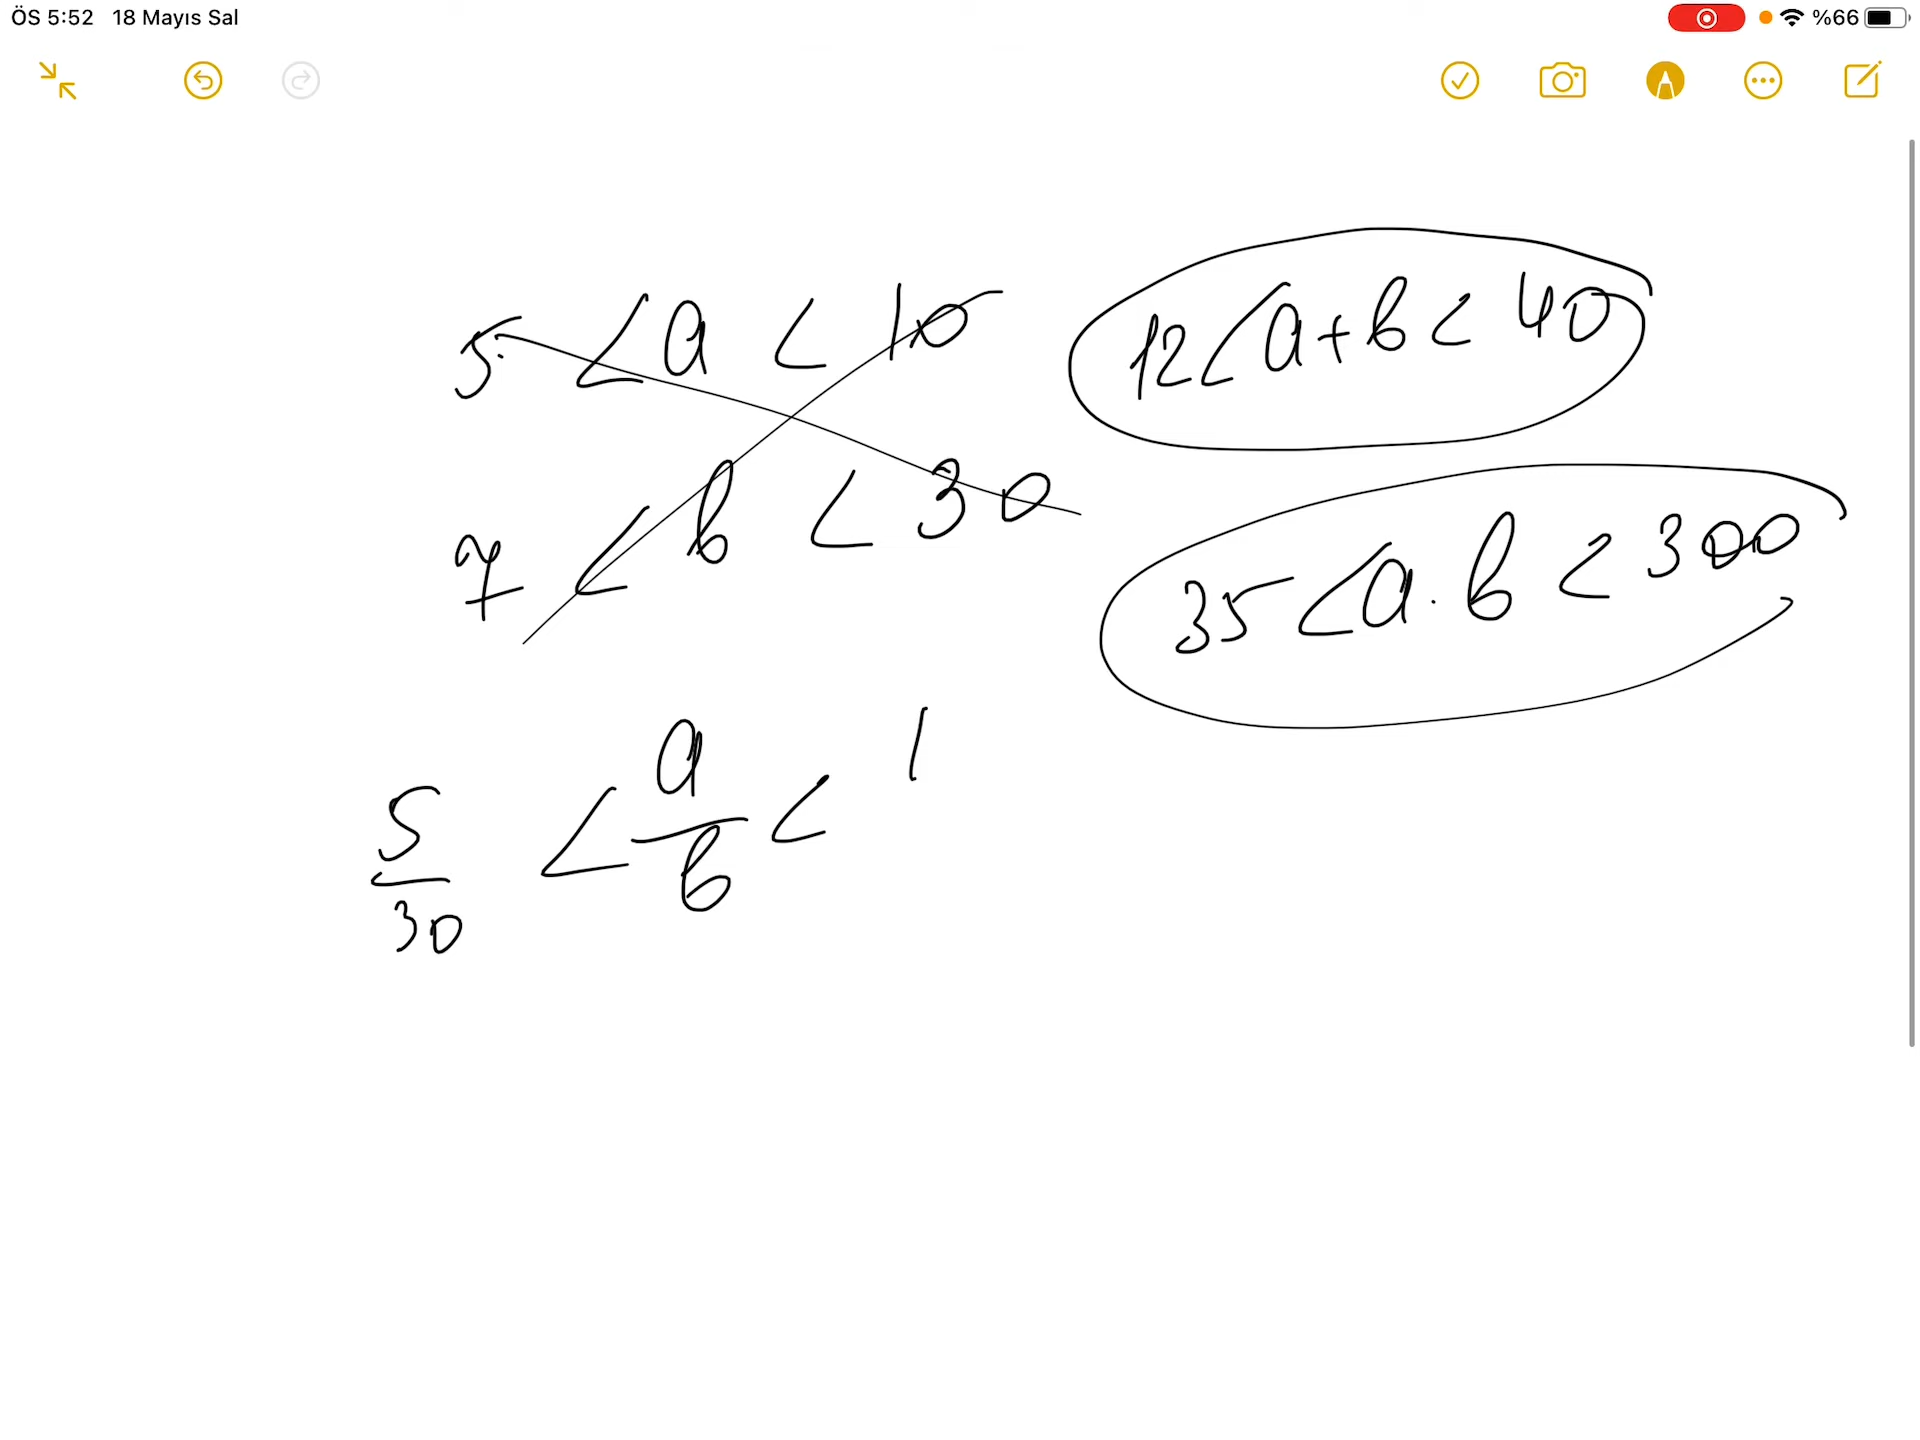 ÖS 5:52 18 Mayıs Sal %66
5 < a < 10
12 < a + b < 40
7 < b < 30
35 < a . b < 300
5/30 < a/b < 1